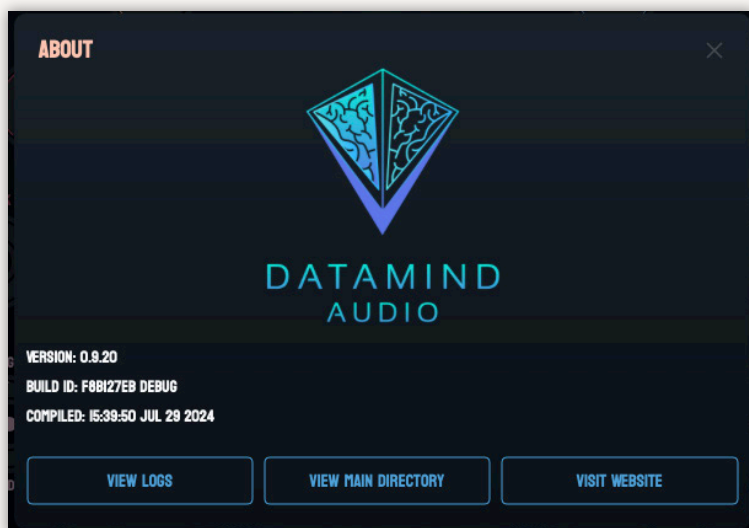 ABOUT
DATAMIND
AUDIO
VERSION: 0.9.20
BUILD ID: F8B127EB DEBUG
COMPILED: 15:39:50 JUL 29 2024
VIEW LOGS
VIEW MAIN DIRECTORY
VISIT WEBSITE